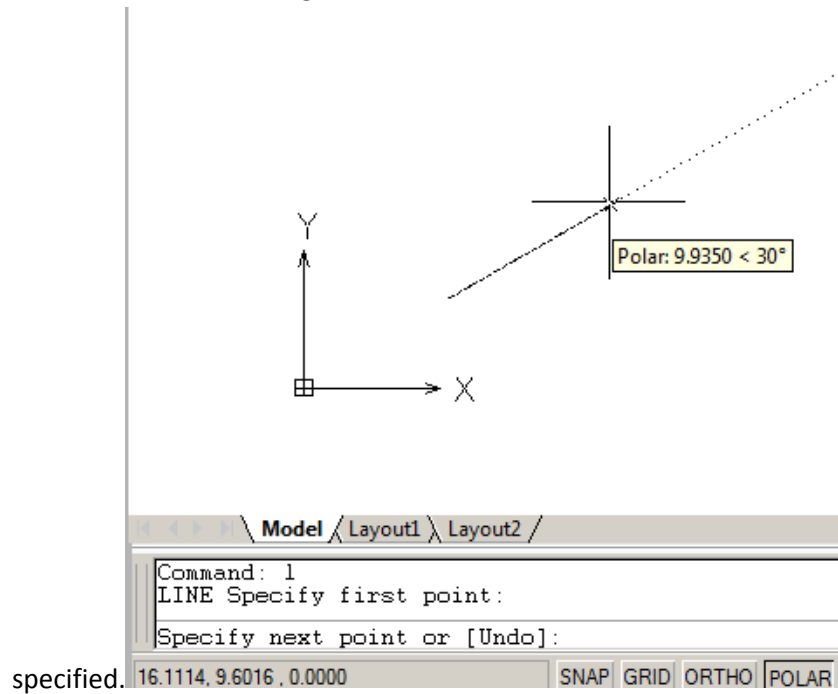 Y
Polar: 9.9350 < 30°
X
Model Layout1 Layout2
Command: l
LINE Specify first point:
Specify next point or [Undo]:
specified. 16.1114, 9.6016 , 0.0000 SNAP GRID ORTHO POLAR